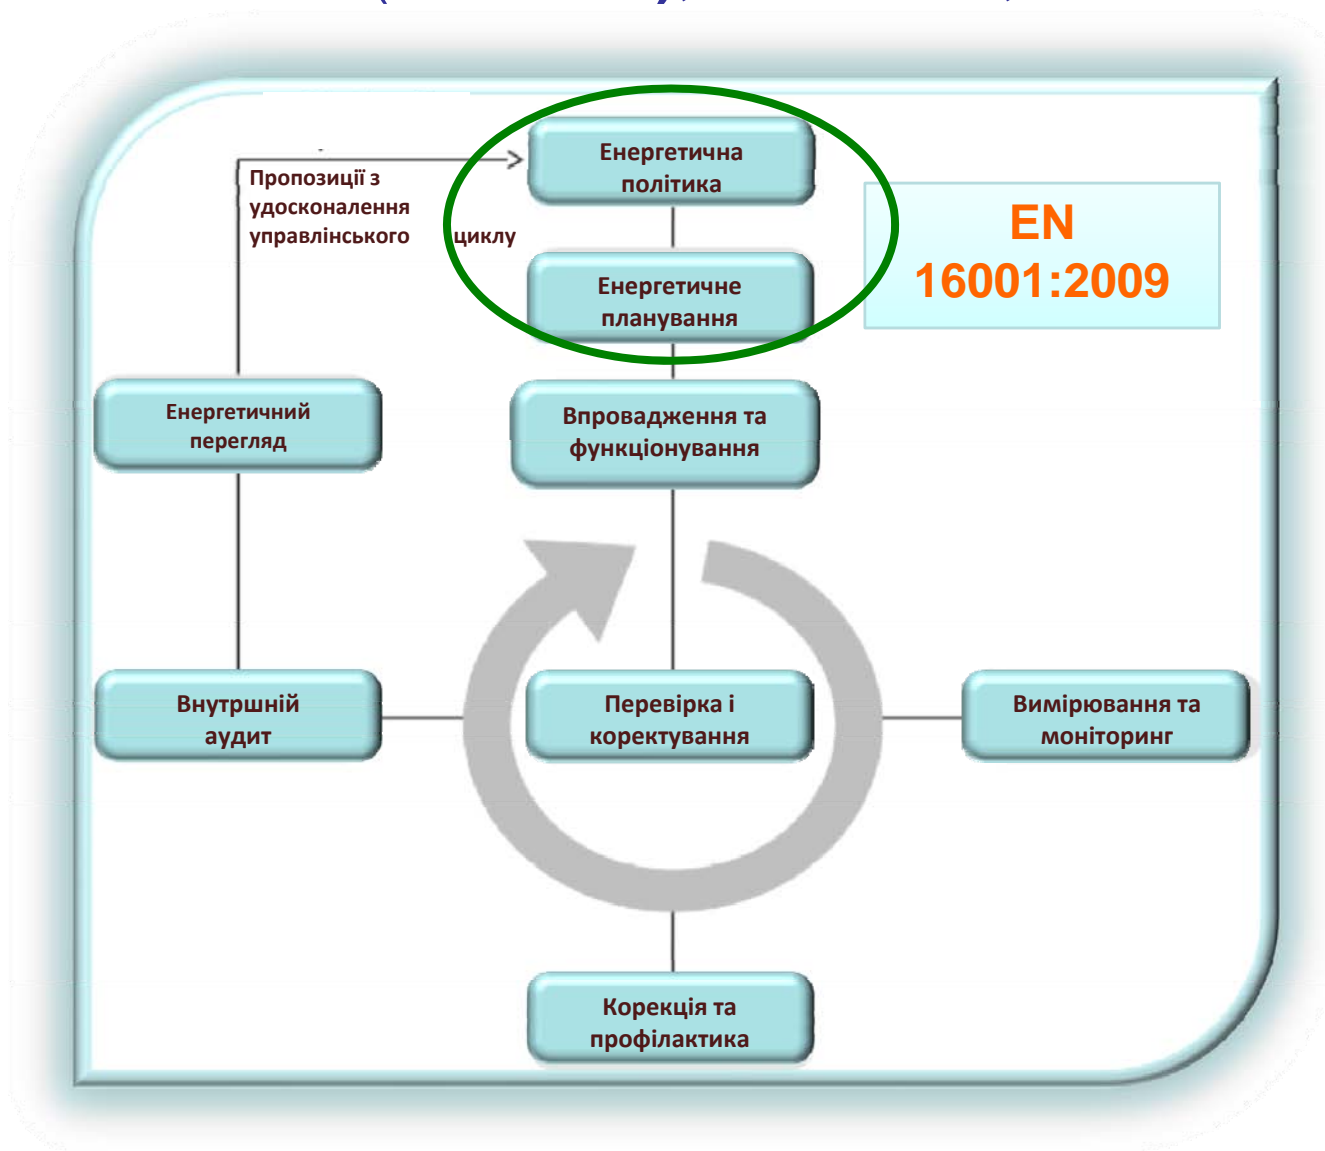 Енергетична
політика
Пропозиції з
удосконалення
управлінського циклу
EN
16001:2009
Енергетичне
планування
Енергетичний
перегляд
Впровадження та
функціонування
Внутршній
аудит
Перевірка і
коректування
Вимірювання та
моніторинг
Корекція та
профілактика